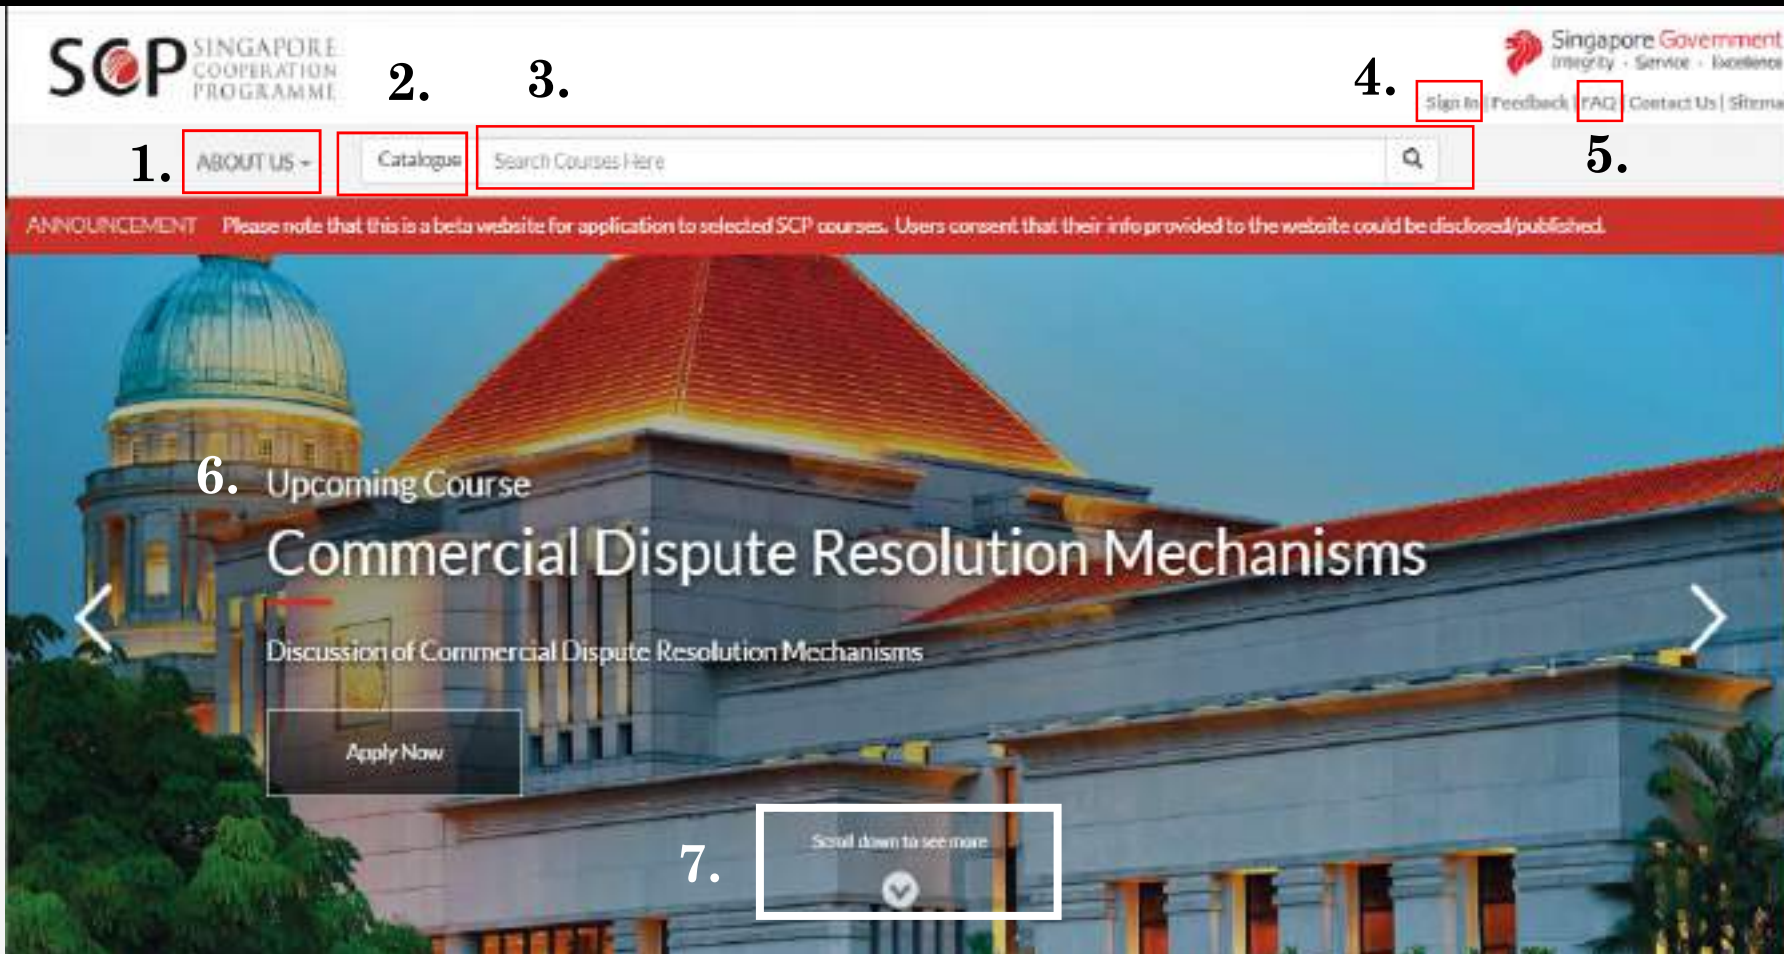 SCP SINGAPORE
COOPERATION
PROGRAMME
Singapore Government
Integrity · Service · Excellence
2. 3. 4.
Sign In | Feedback | FAQ | Contact Us | Sitema
1. ABOUT US Catalogue Search Courses Here 5.
ANNOUNCEMENT Please note that this is a beta website for application to selected SCP courses. Users consent that their info provided to the website could be disclosed/published.
6. Upcoming Course
Commercial Dispute Resolution Mechanisms
Discussion of Commercial Dispute Resolution Mechanisms
Apply Now
7. Scroll down to see more